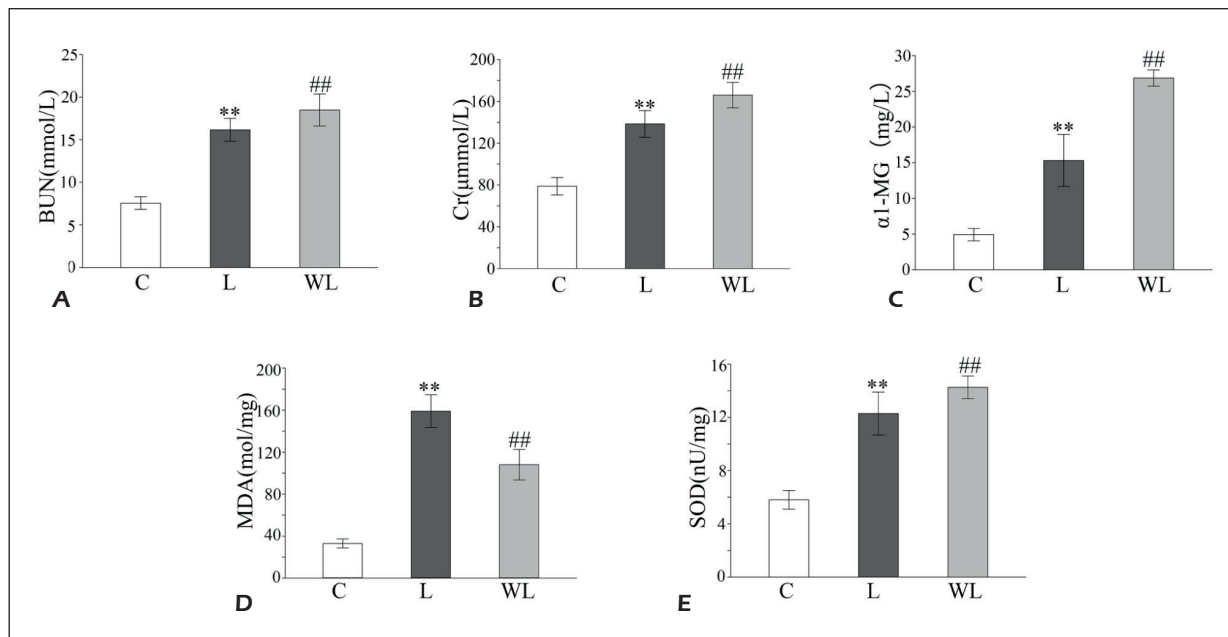 25
20
15
10
5
0
BUN(mmol/L)
**
##
C L WL
A
200
160
120
80
40
0
Cr(μmmol/L)
**
##
C L WL
B
30
25
20
15
10
5
0
α1-MG (mg/L)
**
##
C L WL
C
200
160
120
80
40
0
MDA(mol/mg)
**
##
C L WL
D
16
12
8
4
0
SOD(nU/mg)
**
##
C L WL
E